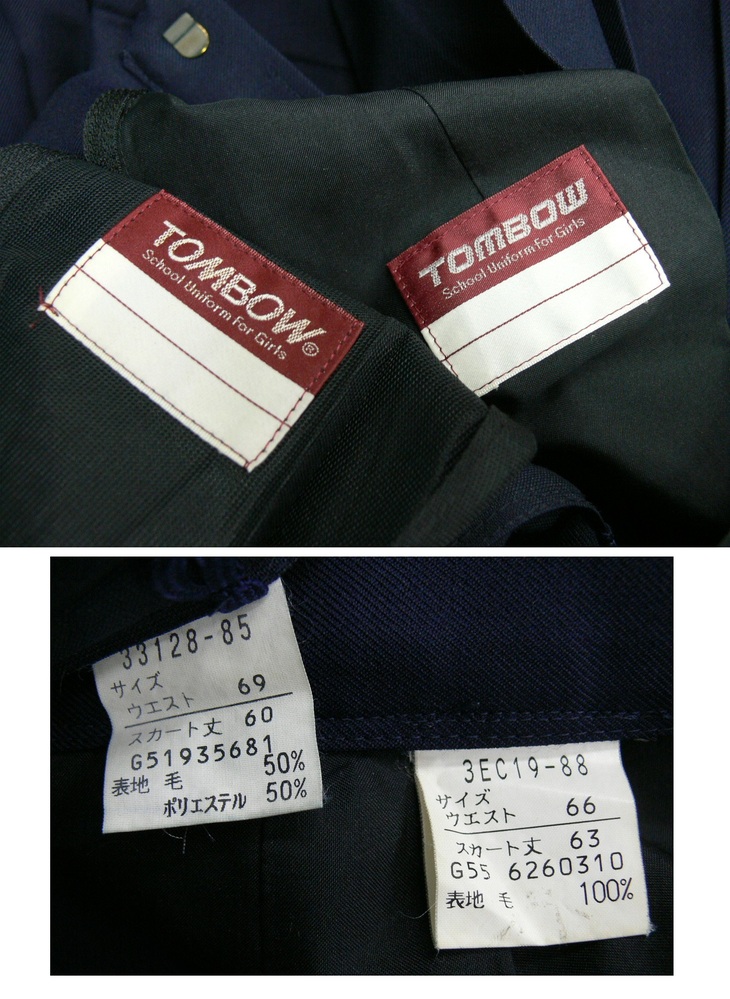 TOMBOW®
School Uniform For Girls
TOMBOW
School Uniform For Girls
33128-85
サイズ
ウエスト 69
スカート丈 60
G51935681
表地 毛 50%
ポリエステル 50%
3EC19-88
サイズ
ウエスト 66
スカート丈 63
G55 6260310
表地 毛 100%